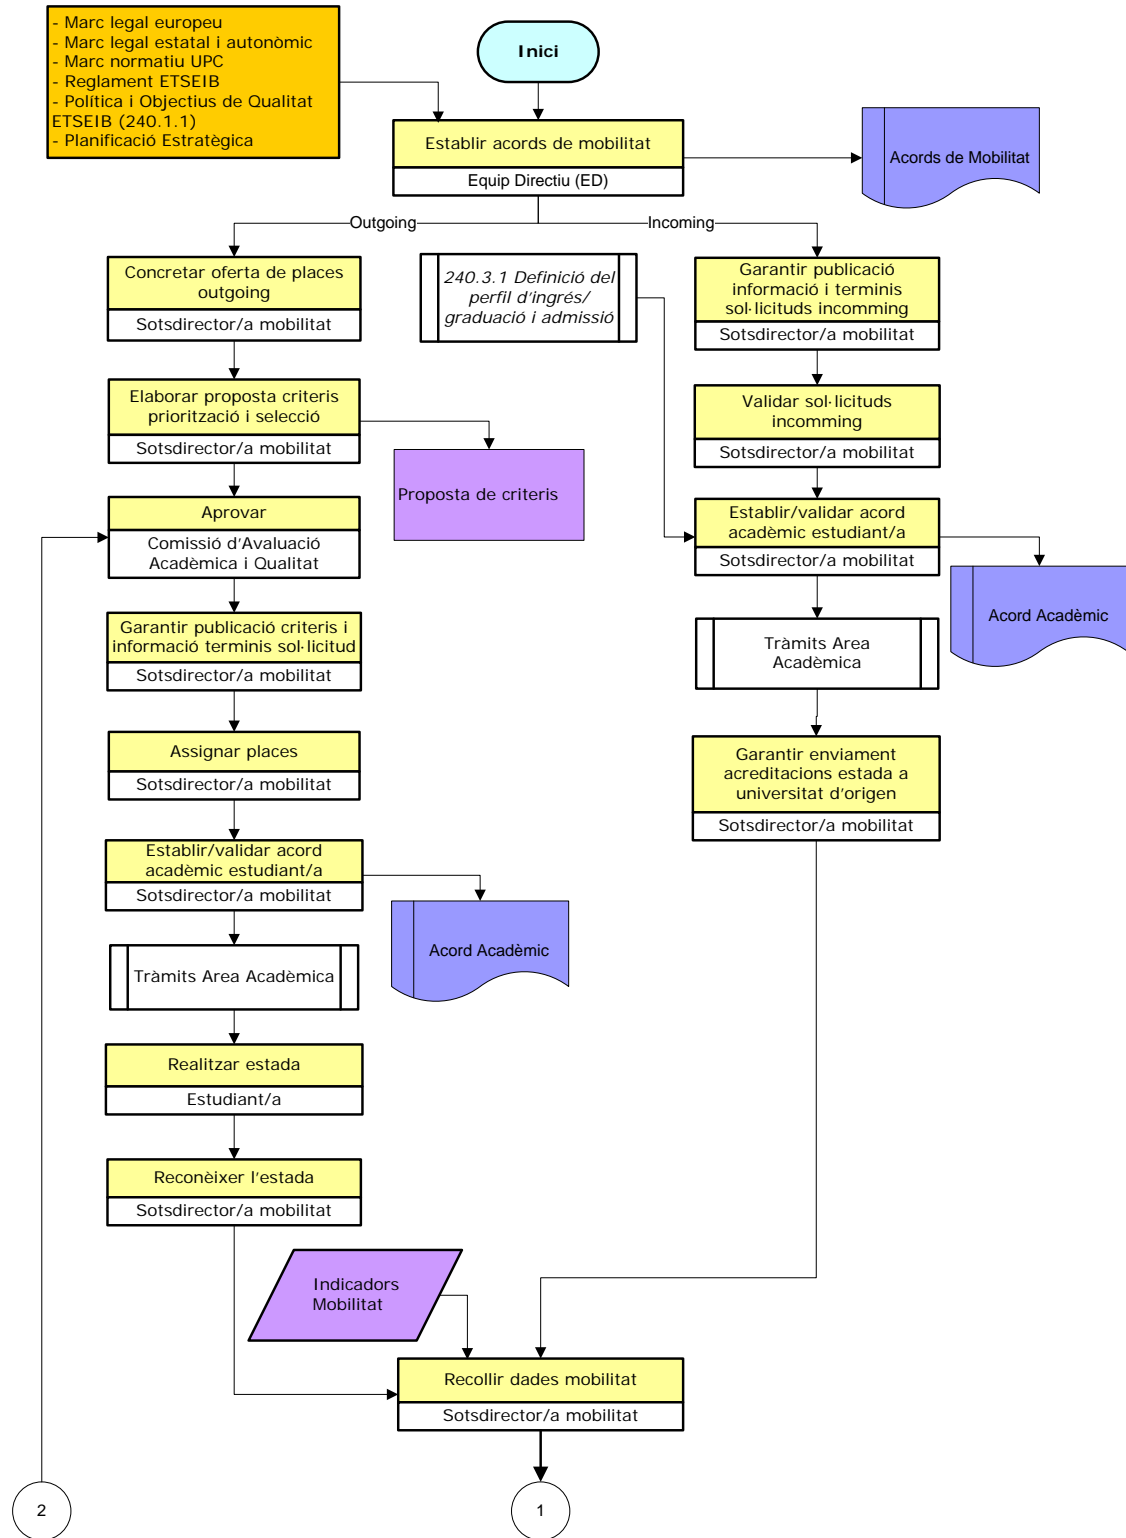 - Marc legal europeu
- Marc legal estatal i autonòmic
- Marc normatiu UPC
- Reglament ETSEIB
- Política i Objectius de Qualitat
ETSEIB (240.1.1)
- Planificació Estratègica
Inici
Establir acords de mobilitat
Equip Directiu (ED)
Acords de Mobilitat
Outgoing
Incoming
Concretar oferta de places
outgoing
Sotsdirector/a mobilitat
240.3.1 Definició del
perfil d'ingrés/
graduació i admissió
Garantir publicació
informació i terminis
sol·licituds incomming
Sotsdirector/a mobilitat
Elaborar proposta criteris
priorització i selecció
Sotsdirector/a mobilitat
Proposta de criteris
Validar sol·licituds
incomming
Sotsdirector/a mobilitat
Aprovar
Comissió d'Avaluació
Acadèmica i Qualitat
Establir/validar acord
acadèmic estudiant/a
Sotsdirector/a mobilitat
Acord Acadèmic
Garantir publicació criteris i
informació terminis sol·licitud
Sotsdirector/a mobilitat
Tràmits Area
Acadèmica
Assignar places
Sotsdirector/a mobilitat
Garantir enviament
acreditacions estada a
universitat d'origen
Sotsdirector/a mobilitat
Establir/validar acord
acadèmic estudiant/a
Sotsdirector/a mobilitat
Acord Acadèmic
Tràmits Area Acadèmica
Realitzar estada
Estudiant/a
Reconèixer l'estada
Sotsdirector/a mobilitat
Indicadors
Mobilitat
Recollir dades mobilitat
Sotsdirector/a mobilitat
2
1